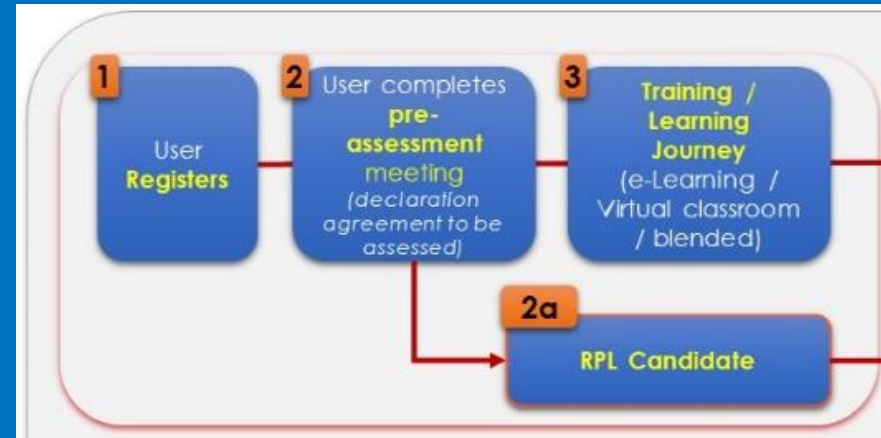 1
User
Registers
2
User completes
pre-
assessment
meeting
(declaration
agreement to be
assessed)
3
Training /
Learning
Journey
(e-Learning /
Virtual classroom
/ blended)
2a
RPL Candidate